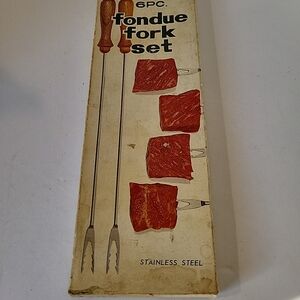 6PC.
fondue
fork
set
STAINLESS STEEL